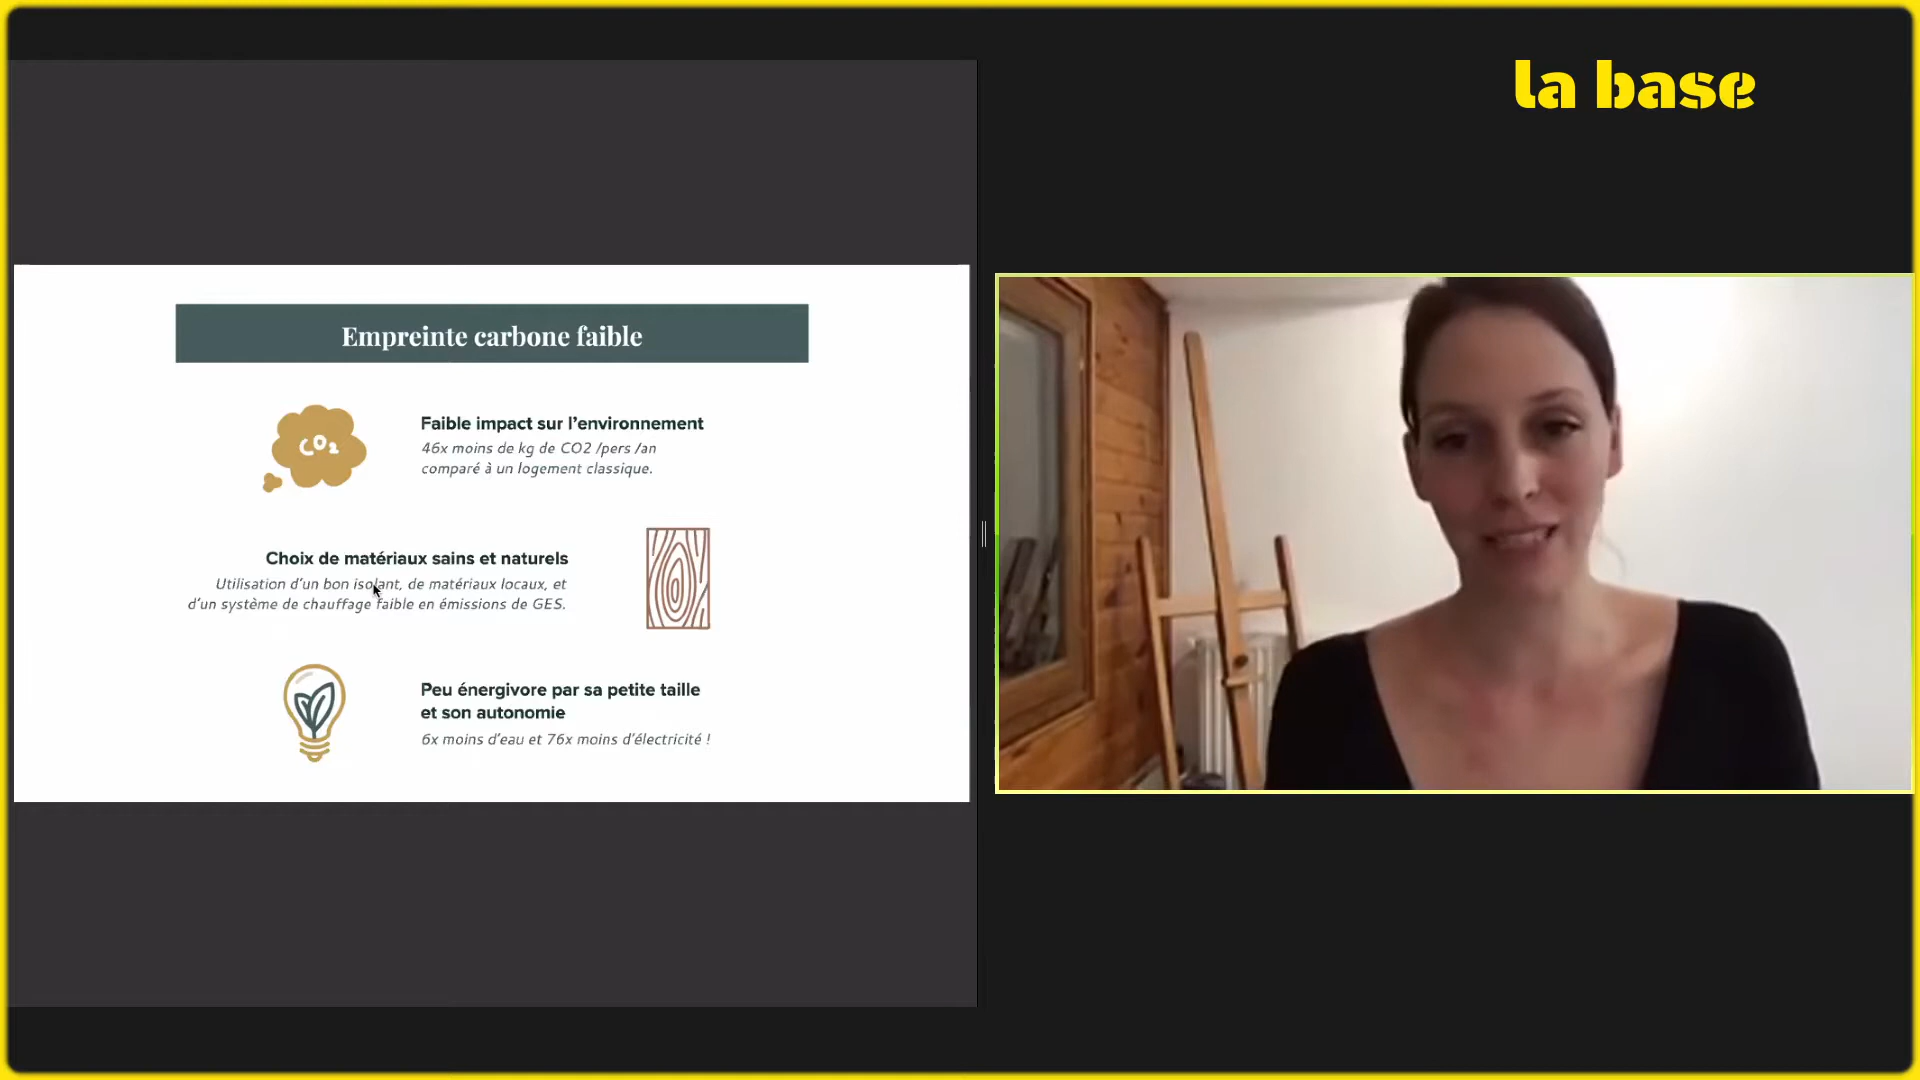 la base
Empreinte carbone faible
CO2
Faible impact sur l'environnement
46x moins de kg de CO2 /pers /an
comparé à un logement classique.
Choix de matériaux sains et naturels
Utilisation d'un bon isolant, de matériaux locaux, et
d'un système de chauffage faible en émissions de GES.
Peu énergivore par sa petite taille
et son autonomie
6x moins d'eau et 76x moins d'électricité !